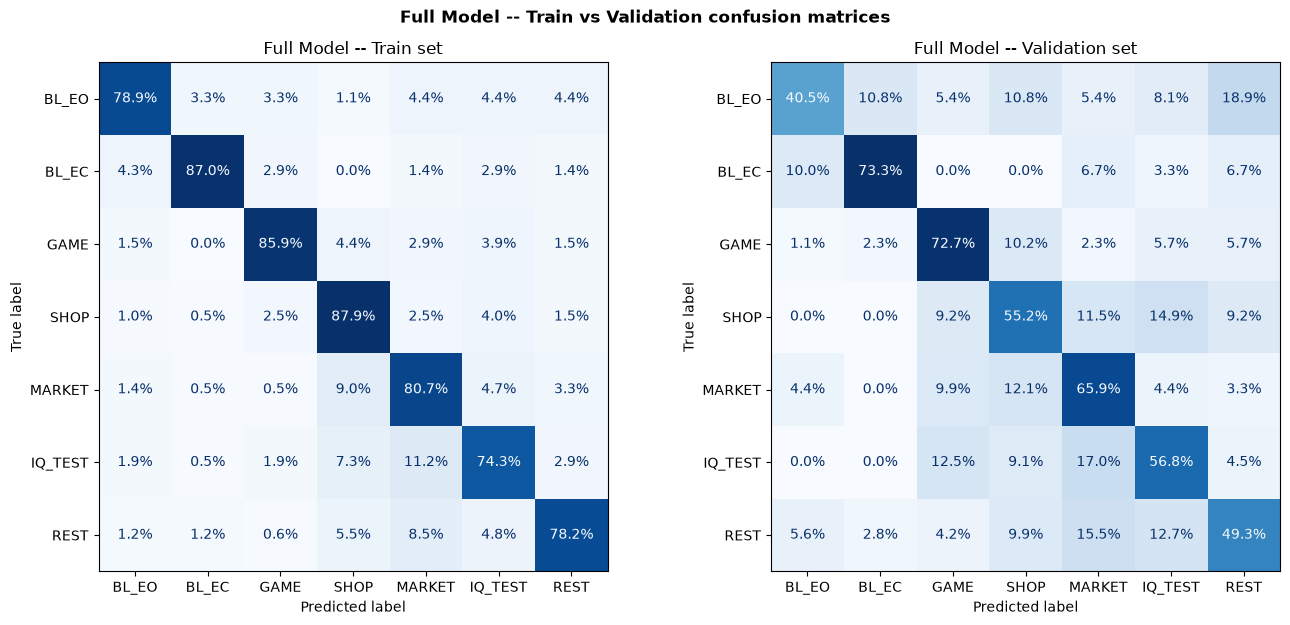 Full Model -- Train vs Validation confusion matrices
Full Model -- Train set
True label
BL_EO 78.9% 3.3% 3.3% 1.1% 4.4% 4.4% 4.4%
BL_EC 4.3% 87.0% 2.9% 0.0% 1.4% 2.9% 1.4%
GAME 1.5% 0.0% 85.9% 4.4% 2.9% 3.9% 1.5%
SHOP 1.0% 0.5% 2.5% 87.9% 2.5% 4.0% 1.5%
MARKET 1.4% 0.5% 0.5% 9.0% 80.7% 4.7% 3.3%
IQ_TEST 1.9% 0.5% 1.9% 7.3% 11.2% 74.3% 2.9%
REST 1.2% 1.2% 0.6% 5.5% 8.5% 4.8% 78.2%
BL_EO BL_EC GAME SHOP MARKET IQ_TEST REST
Predicted label
Full Model -- Validation set
True label
BL_EO 40.5% 10.8% 5.4% 10.8% 5.4% 8.1% 18.9%
BL_EC 10.0% 73.3% 0.0% 0.0% 6.7% 3.3% 6.7%
GAME 1.1% 2.3% 72.7% 10.2% 2.3% 5.7% 5.7%
SHOP 0.0% 0.0% 9.2% 55.2% 11.5% 14.9% 9.2%
MARKET 4.4% 0.0% 9.9% 12.1% 65.9% 4.4% 3.3%
IQ_TEST 0.0% 0.0% 12.5% 9.1% 17.0% 56.8% 4.5%
REST 5.6% 2.8% 4.2% 9.9% 15.5% 12.7% 49.3%
BL_EO BL_EC GAME SHOP MARKET IQ_TEST REST
Predicted label